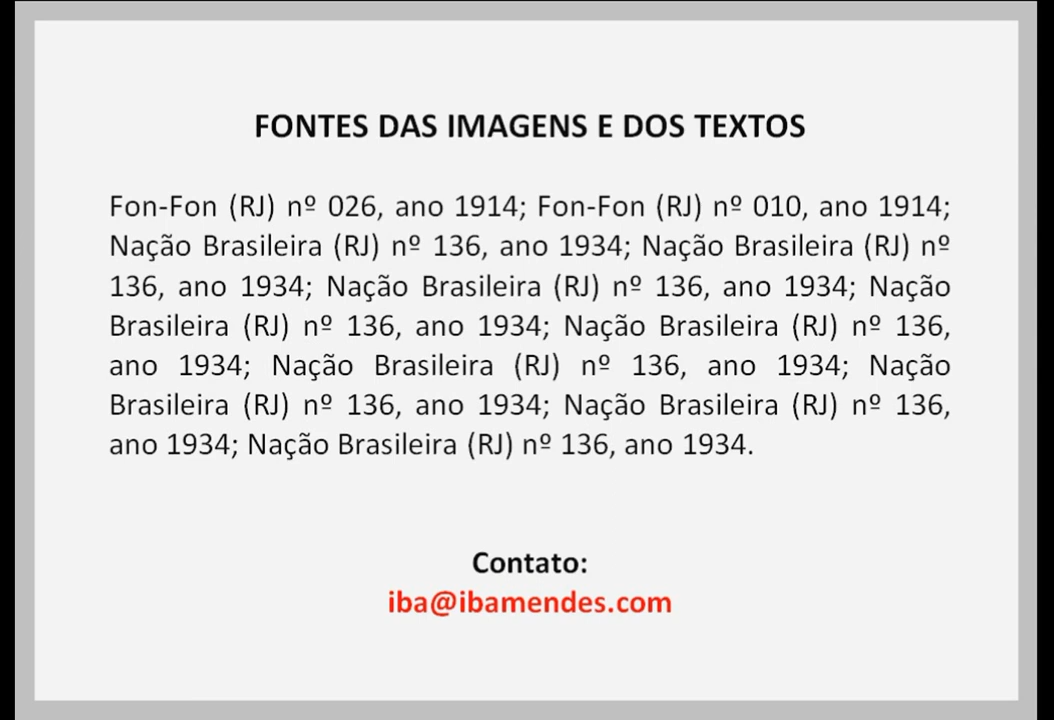 FONTES DAS IMAGENS E DOS TEXTOS
Fon-Fon (RJ) nº 026, ano 1914; Fon-Fon (RJ) nº 010, ano 1914;
Nação Brasileira (RJ) nº 136, ano 1934; Nação Brasileira (RJ) nº
136, ano 1934; Nação Brasileira (RJ) nº 136, ano 1934; Nação
Brasileira (RJ) nº 136, ano 1934; Nação Brasileira (RJ) nº 136,
ano 1934; Nação Brasileira (RJ) nº 136, ano 1934; Nação
Brasileira (RJ) nº 136, ano 1934; Nação Brasileira (RJ) nº 136,
ano 1934; Nação Brasileira (RJ) nº 136, ano 1934.
Contato:
iba@ibamendes.com